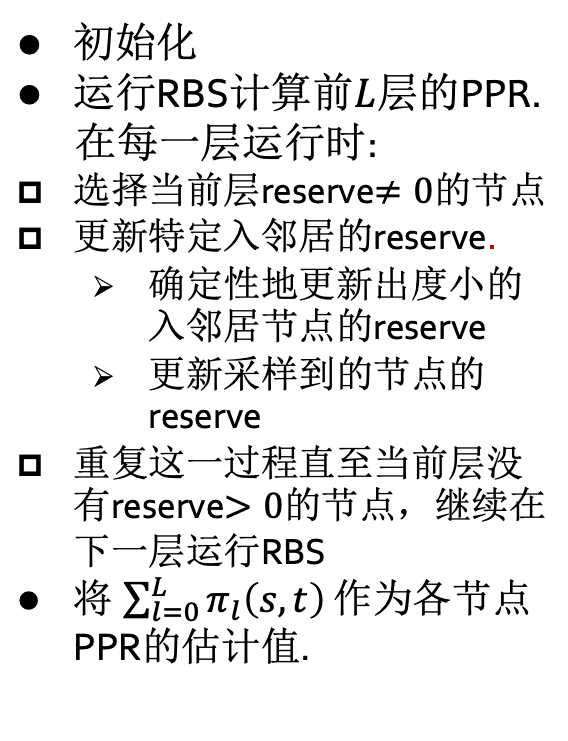 ● 初始化
● 运行RBS计算前𝐿层的PPR.
在每一层运行时:
◻ 选择当前层reserve≠ 0的节点
◻ 更新特定入邻居的reserve.
➢ 确定性地更新出度小的
入邻居节点的reserve
➢ 更新采样到的节点的
reserve
◻ 重复这一过程直至当前层没
有reserve> 0的节点，继续在
下一层运行RBS
● 将 ∑_{l=0}^{L} π_l(s,t) 作为各节点
PPR的估计值.